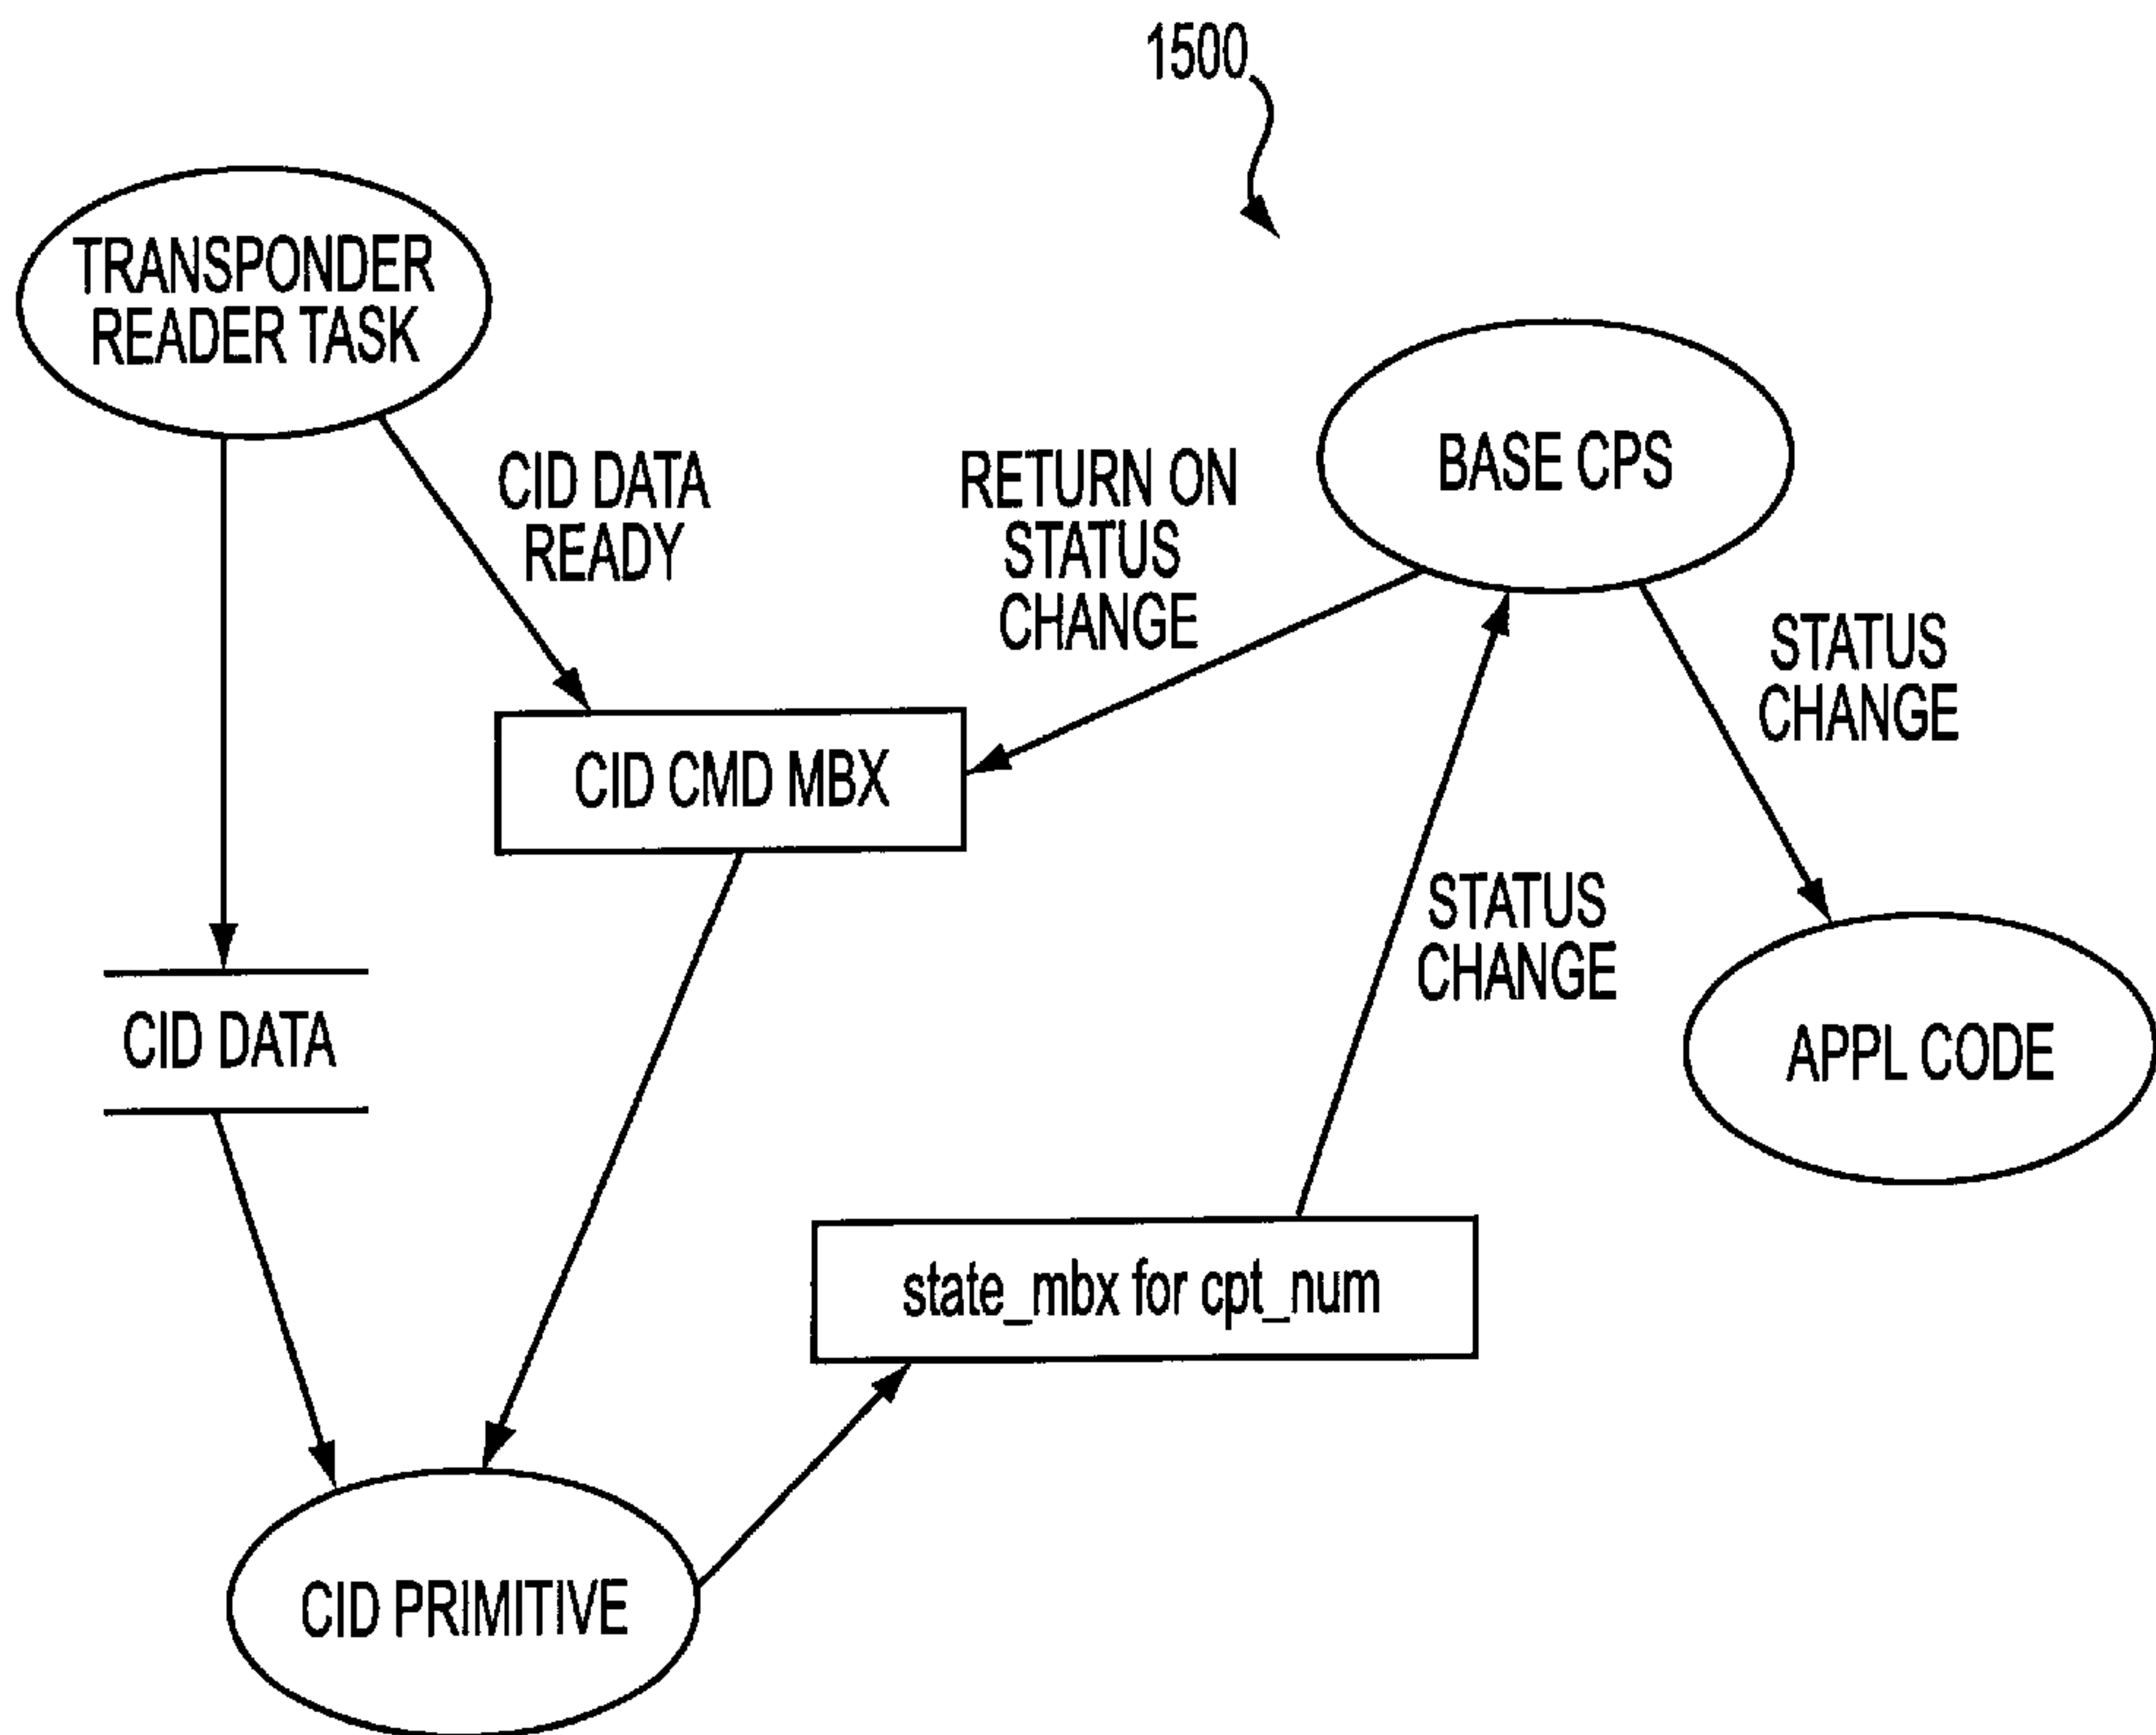 1500
TRANSPONDER
READER TASK
CID DATA
READY
RETURN ON
STATUS
CHANGE
BASE CPS
STATUS
CHANGE
CID CMD MBX
STATUS
CHANGE
CID DATA
APPL CODE
state_mbx for cpt_num
CID PRIMITIVE